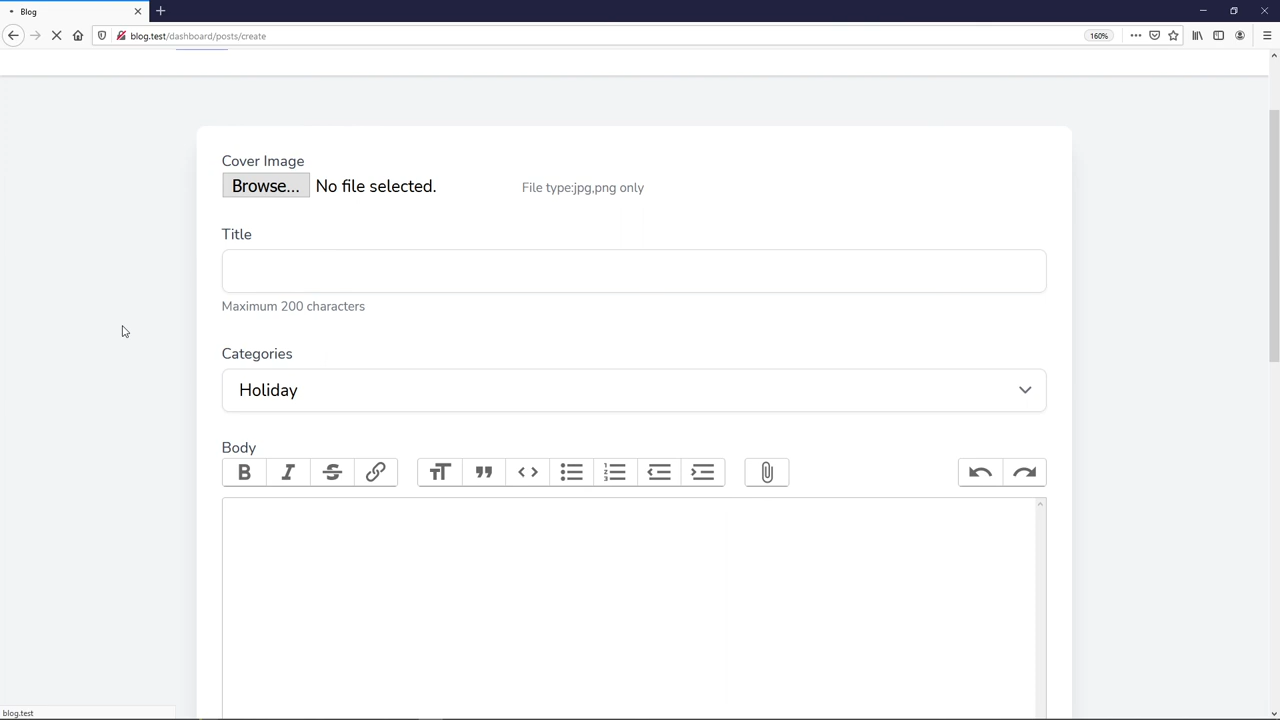 Blog
blog.test/dashboard/posts/create
160%
Cover Image
Browse... No file selected. File type:jpg,png only
Title
Maximum 200 characters
Categories
Holiday
Body
blog.test